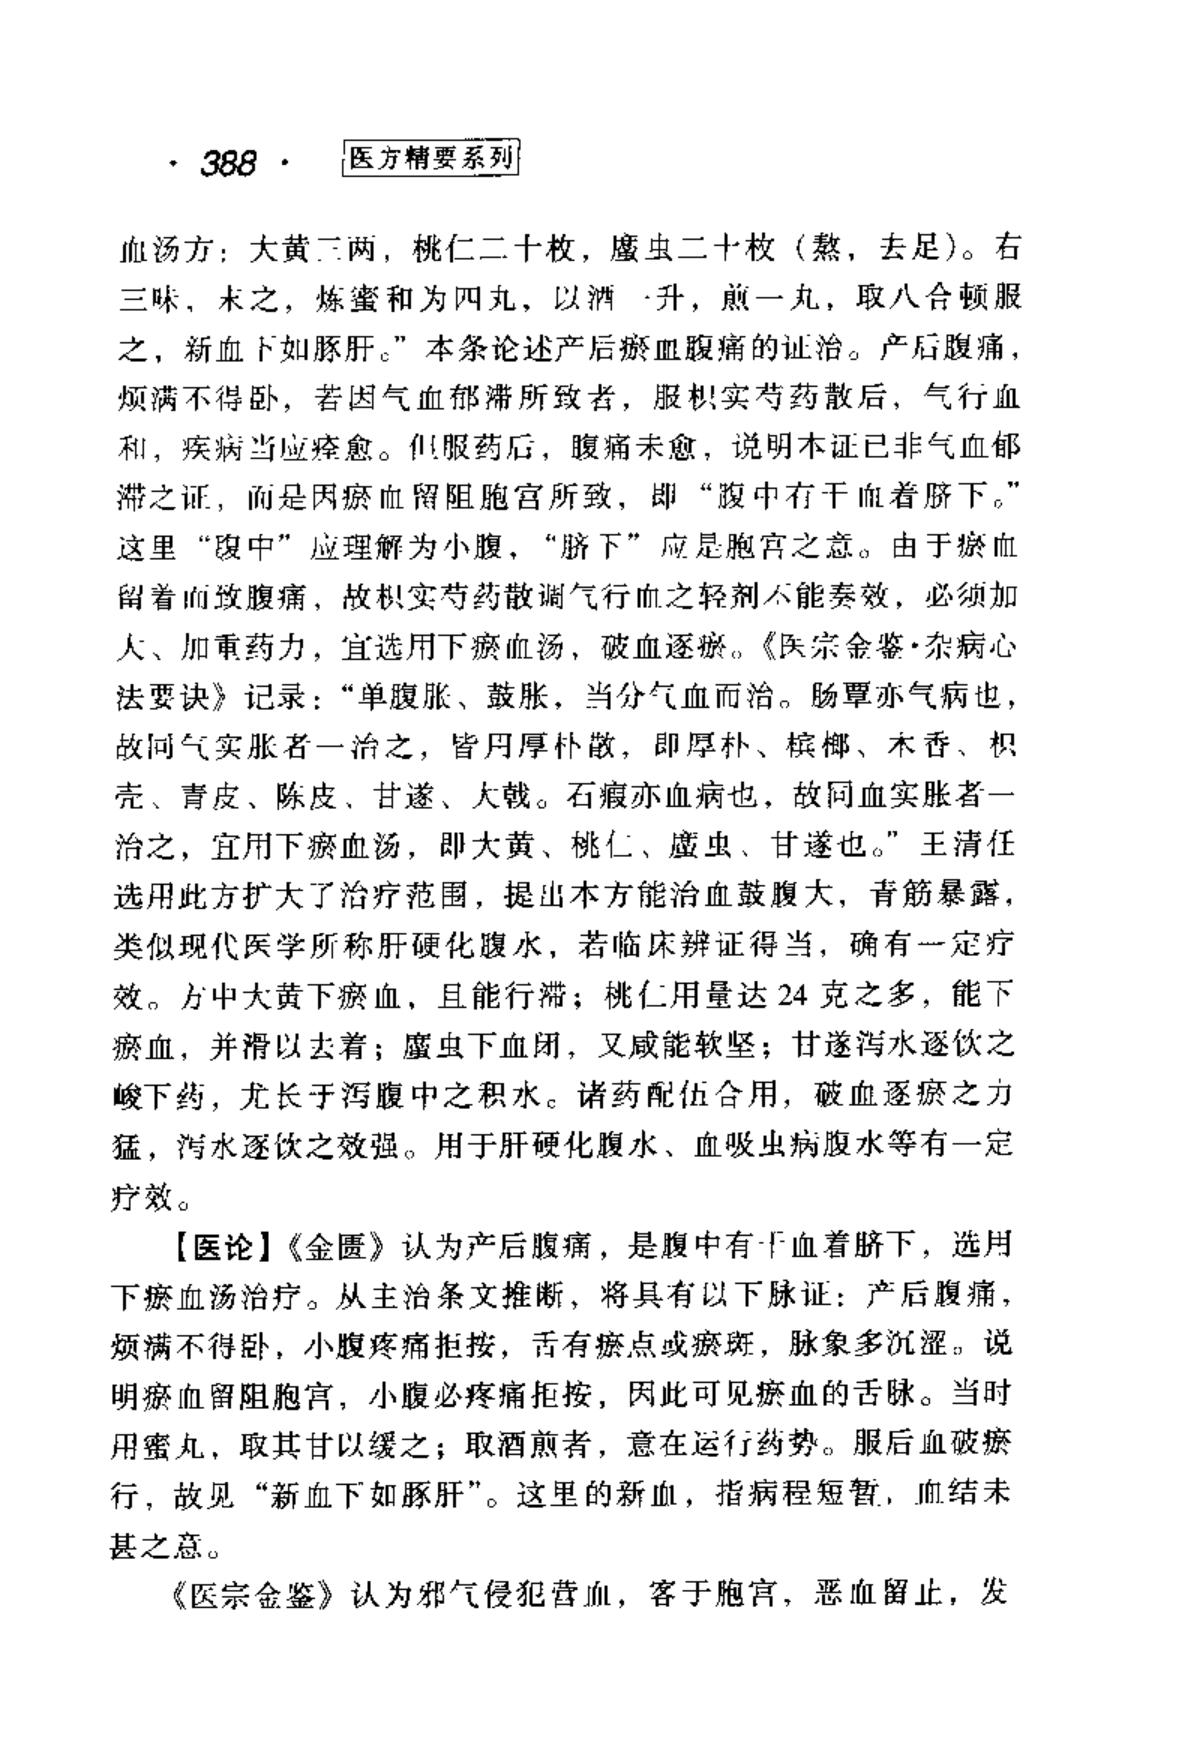 ·388· 医方精要系列
血汤方：大黄三两，桃仁二十枚，䗪虫二十枚（熬，去足）。右
三味，末之，炼蜜和为四丸，以酒一升，煎一丸，取八合顿服
之，新血下如豚肝。”本条论述产后瘀血腹痛的证治。产后腹痛，
烦满不得卧，若因气血郁滞所致者，服枳实芍药散后，气行血
和，疾病当应痊愈。但服药后，腹痛未愈，说明本证已非气血郁
滞之证，而是因瘀血留阻胞宫所致，即“腹中有干血着脐下。”
这里“腹中”应理解为小腹，“脐下”应是胞宫之意。由于瘀血
留着而致腹痛，故枳实芍药散调气行血之轻剂不能奏效，必须加
大、加重药力，宜选用下瘀血汤，破血逐瘀。《医宗金鉴·杂病心
法要诀》记录：“单腹胀、鼓胀，当分气血而治。肠覃亦气病也，
故同气实胀者一治之，皆用厚朴散，即厚朴、槟榔、木香、枳
壳、青皮、陈皮、甘遂、大戟。石瘕亦血病也，故同血实胀者一
治之，宜用下瘀血汤，即大黄、桃仁、䗪虫、甘遂也。”王清任
选用此方扩大了治疗范围，提出本方能治血鼓腹大，青筋暴露，
类似现代医学所称肝硬化腹水，若临床辨证得当，确有一定疗
效。方中大黄下瘀血，且能行滞；桃仁用量达 24 克之多，能下
瘀血，并滑以去着；䗪虫下血闭，又咸能软坚；甘遂泻水逐饮之
峻下药，尤长于泻腹中之积水。诸药配伍合用，破血逐瘀之力
猛，泻水逐饮之效强。用于肝硬化腹水、血吸虫病腹水等有一定
疗效。
【医论】《金匮》认为产后腹痛，是腹中有干血着脐下，选用
下瘀血汤治疗。从主治条文推断，将具有以下脉证：产后腹痛，
烦满不得卧，小腹疼痛拒按，舌有瘀点或瘀斑，脉象多沉涩。说
明瘀血留阻胞宫，小腹必疼痛拒按，因此可见瘀血的舌脉。当时
用蜜丸，取其甘以缓之；取酒煎者，意在运行药势。服后血破瘀
行，故见“新血下如豚肝”。这里的新血，指病程短暂，血结未
甚之意。
《医宗金鉴》认为邪气侵犯营血，客于胞宫，恶血留止，发